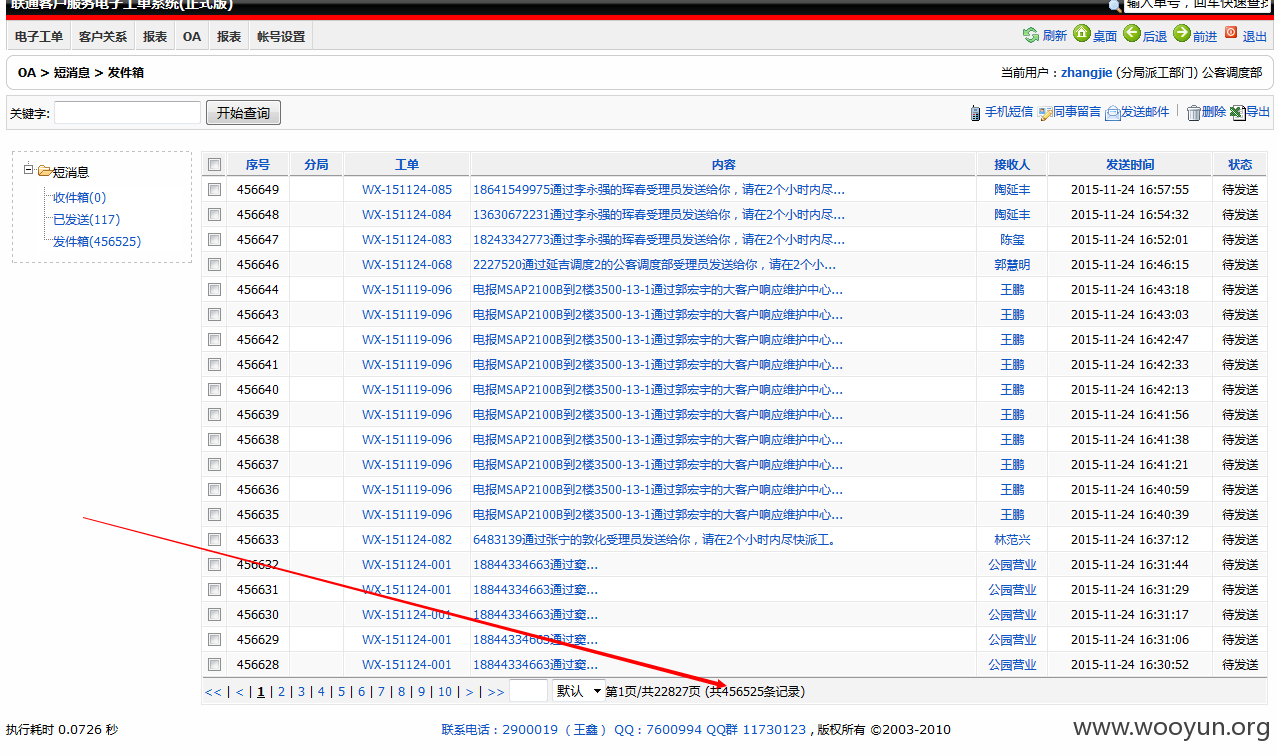 联通客户服务电子工单系统(正式版) 输入单号，回车快速查找
电子工单 客户关系 报表 OA 报表 帐号设置 刷新 桌面 后退 前进 退出
OA > 短消息 > 发件箱 当前用户：zhangjie (分局派工部门) 公客调度部
关键字: 开始查询 手机短信 同事留言 发送邮件 删除 导出
短消息
收件箱(0)
已发送(117)
发件箱(456525)
序号 分局 工单 内容 接收人 发送时间 状态
456649 WX-151124-085 18641549975通过李永强的珲春受理员发送给你，请在2个小时内尽... 陶延丰 2015-11-24 16:57:55 待发送
456648 WX-151124-084 13630672231通过李永强的珲春受理员发送给你，请在2个小时内尽... 陶延丰 2015-11-24 16:54:32 待发送
456647 WX-151124-083 18243342773通过李永强的珲春受理员发送给你，请在2个小时内尽... 陈玺 2015-11-24 16:52:01 待发送
456646 WX-151124-068 2227520通过延吉调度2的公客调度部受理员发送给你，请在2个小... 郭慧明 2015-11-24 16:46:15 待发送
456644 WX-151119-096 电报MSAP2100B到2楼3500-13-1通过郭宏宇的大客户响应维护中心... 王鹏 2015-11-24 16:43:18 待发送
456643 WX-151119-096 电报MSAP2100B到2楼3500-13-1通过郭宏宇的大客户响应维护中心... 王鹏 2015-11-24 16:43:03 待发送
456642 WX-151119-096 电报MSAP2100B到2楼3500-13-1通过郭宏宇的大客户响应维护中心... 王鹏 2015-11-24 16:42:47 待发送
456641 WX-151119-096 电报MSAP2100B到2楼3500-13-1通过郭宏宇的大客户响应维护中心... 王鹏 2015-11-24 16:42:33 待发送
456640 WX-151119-096 电报MSAP2100B到2楼3500-13-1通过郭宏宇的大客户响应维护中心... 王鹏 2015-11-24 16:42:13 待发送
456639 WX-151119-096 电报MSAP2100B到2楼3500-13-1通过郭宏宇的大客户响应维护中心... 王鹏 2015-11-24 16:41:56 待发送
456638 WX-151119-096 电报MSAP2100B到2楼3500-13-1通过郭宏宇的大客户响应维护中心... 王鹏 2015-11-24 16:41:38 待发送
456637 WX-151119-096 电报MSAP2100B到2楼3500-13-1通过郭宏宇的大客户响应维护中心... 王鹏 2015-11-24 16:41:21 待发送
456636 WX-151119-096 电报MSAP2100B到2楼3500-13-1通过郭宏宇的大客户响应维护中心... 王鹏 2015-11-24 16:40:59 待发送
456635 WX-151119-096 电报MSAP2100B到2楼3500-13-1通过郭宏宇的大客户响应维护中心... 王鹏 2015-11-24 16:40:39 待发送
456633 WX-151124-082 6483139通过张宁的敦化受理员发送给你，请在2个小时内尽快派工。 林范兴 2015-11-24 16:37:12 待发送
456632 WX-151124-001 18844334663通过窦... 公园营业 2015-11-24 16:31:44 待发送
456631 WX-151124-001 18844334663通过窦... 公园营业 2015-11-24 16:31:29 待发送
456630 WX-151124-001 18844334663通过窦... 公园营业 2015-11-24 16:31:17 待发送
456629 WX-151124-001 18844334663通过窦... 公园营业 2015-11-24 16:31:06 待发送
456628 WX-151124-001 18844334663通过窦... 公园营业 2015-11-24 16:30:52 待发送
<< | < | 1 | 2 | 3 | 4 | 5 | 6 | 7 | 8 | 9 | 10 | > | >> 默认 第1页/共22827页 (共456525条记录)
执行耗时 0.0726 秒 联系电话：2900019 （王鑫） QQ：7600994 QQ群 11730123，版权所有 ©2003-2010
www.wooyun.org